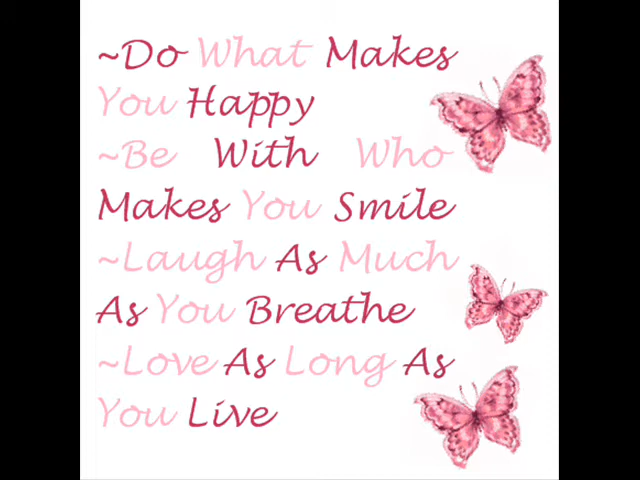 ~Do What Makes
You Happy
~Be With Who
Makes You Smile
~Laugh As Much
As You Breathe
~Love As Long As
You Live